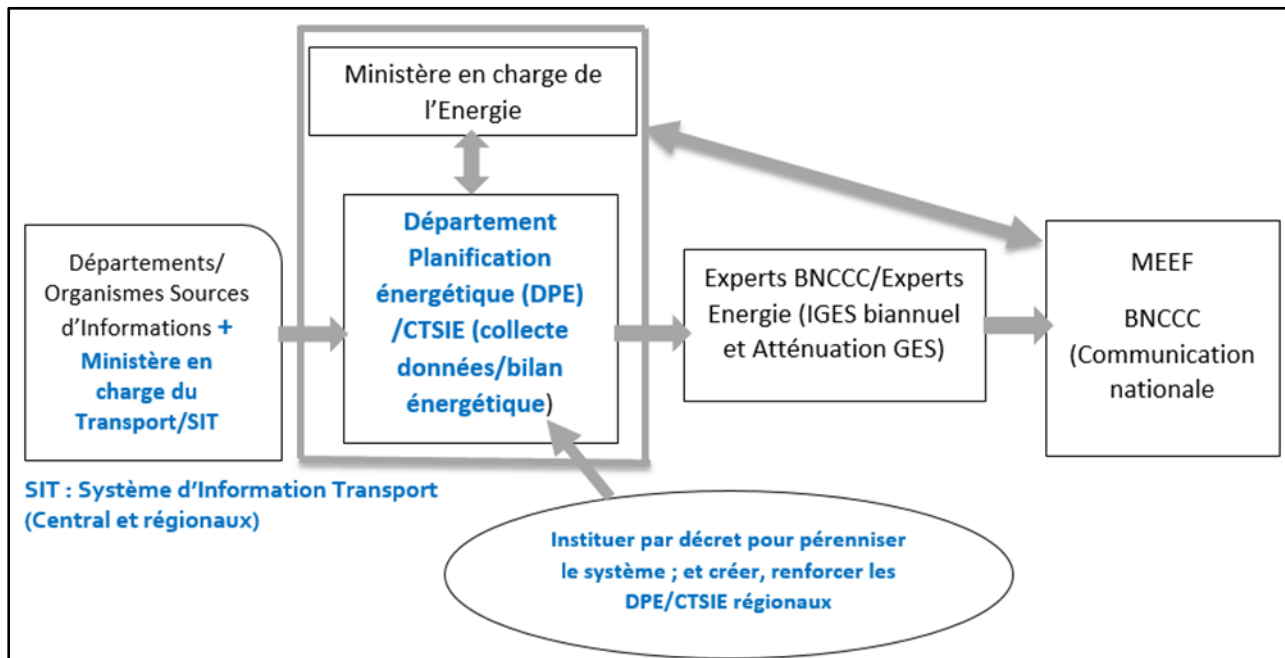 Ministère en charge de
l’Energie
Départements/
Organismes Sources
d’Informations +
Ministère en
charge du
Transport/SIT
Département
Planification
énergétique (DPE)
/CTSIE (collecte
données/bilan
énergétique)
Experts BNCCC/Experts
Energie (IGES biannuel
et Atténuation GES)
MEEF
BNCCC
(Communication
nationale
SIT : Système d’Information Transport
(Central et régionaux)
Instituer par décret pour pérenniser
le système ; et créer, renforcer les
DPE/CTSIE régionaux